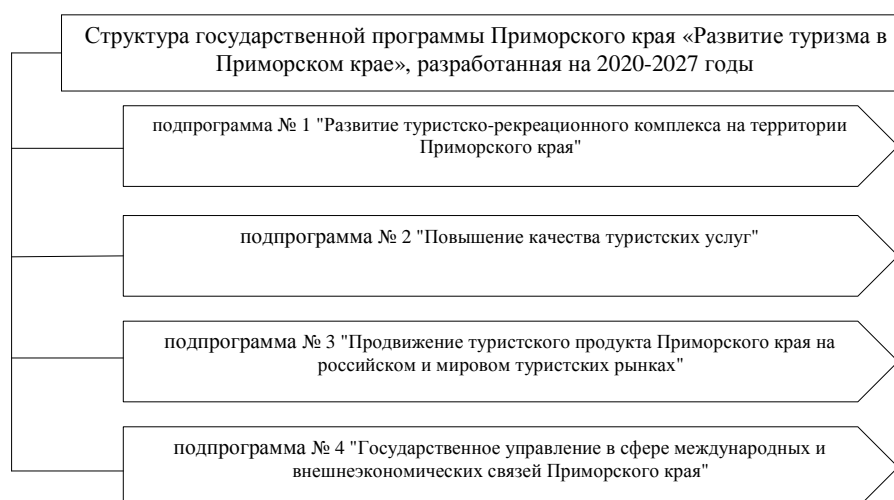 Структура государственной программы Приморского края «Развитие туризма в
Приморском крае», разработанная на 2020-2027 годы
подпрограмма № 1 "Развитие туристско-рекреационного комплекса на территории
Приморского края"
подпрограмма № 2 "Повышение качества туристских услуг"
подпрограмма № 3 "Продвижение туристского продукта Приморского края на
российском и мировом туристских рынках"
подпрограмма № 4 "Государственное управление в сфере международных и
внешнеэкономических связей Приморского края"